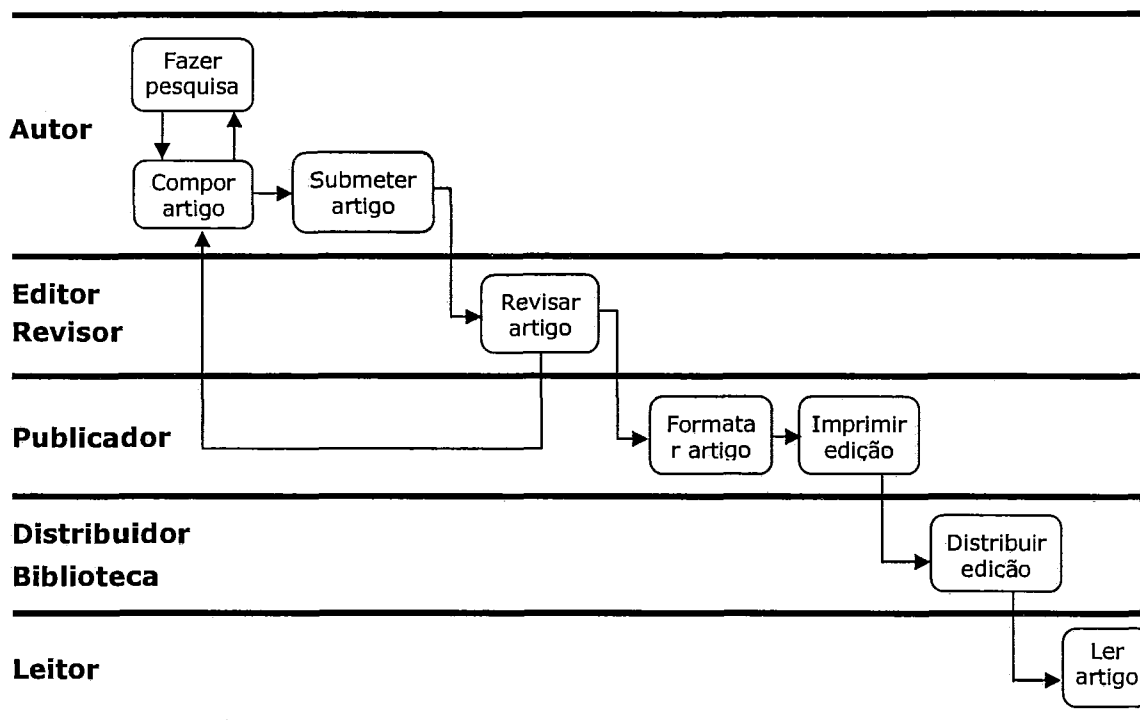 Fazer
pesquisa
Autor
Compor
artigo
Submeter
artigo
Editor
Revisor
Revisar
artigo
Publicador
Formata
r artigo
Imprimir
edição
Distribuidor
Biblioteca
Distribuir
edicão
Leitor
Ler
artigo